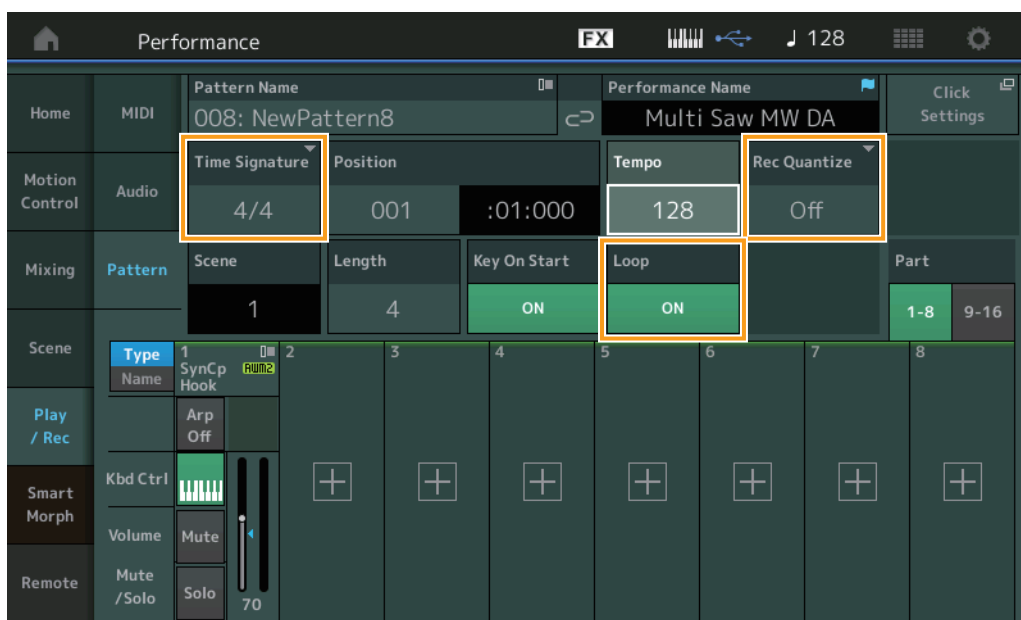 Performance
FX
128
Pattern Name
008: NewPattern8
Performance Name
Multi Saw MW DA
Click
Settings
Home
MIDI
Time Signature
4/4
Position
001
:01:000
Tempo
128
Rec Quantize
Off
Motion
Control
Audio
Mixing
Pattern
Scene
1
Length
4
Key On Start
ON
Loop
ON
Part
1-8
9-16
Scene
Type
Name
1
SynCp
AWM2
Hook
2
3
4
5
6
7
8
Play
/ Rec
Arp
Off
Kbd Ctrl
Smart
Morph
Volume
Mute
Remote
Mute
/Solo
Solo
70